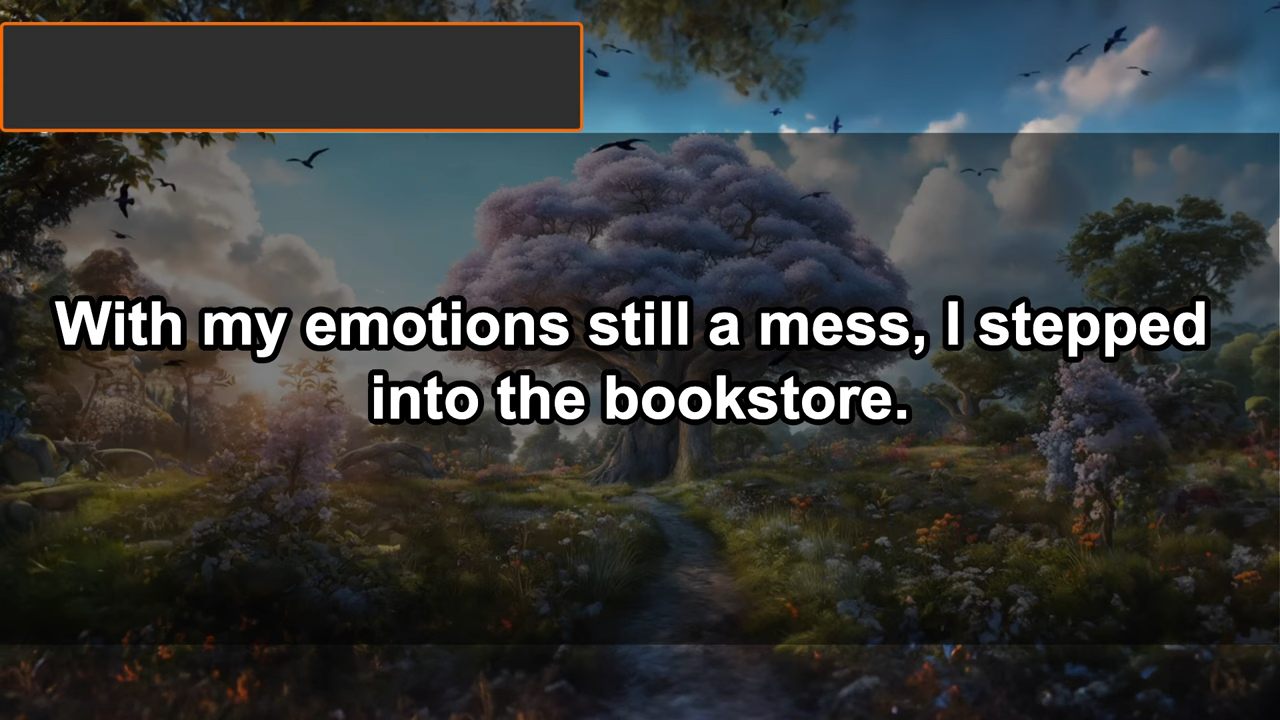 With my emotions still a mess, I stepped
into the bookstore.